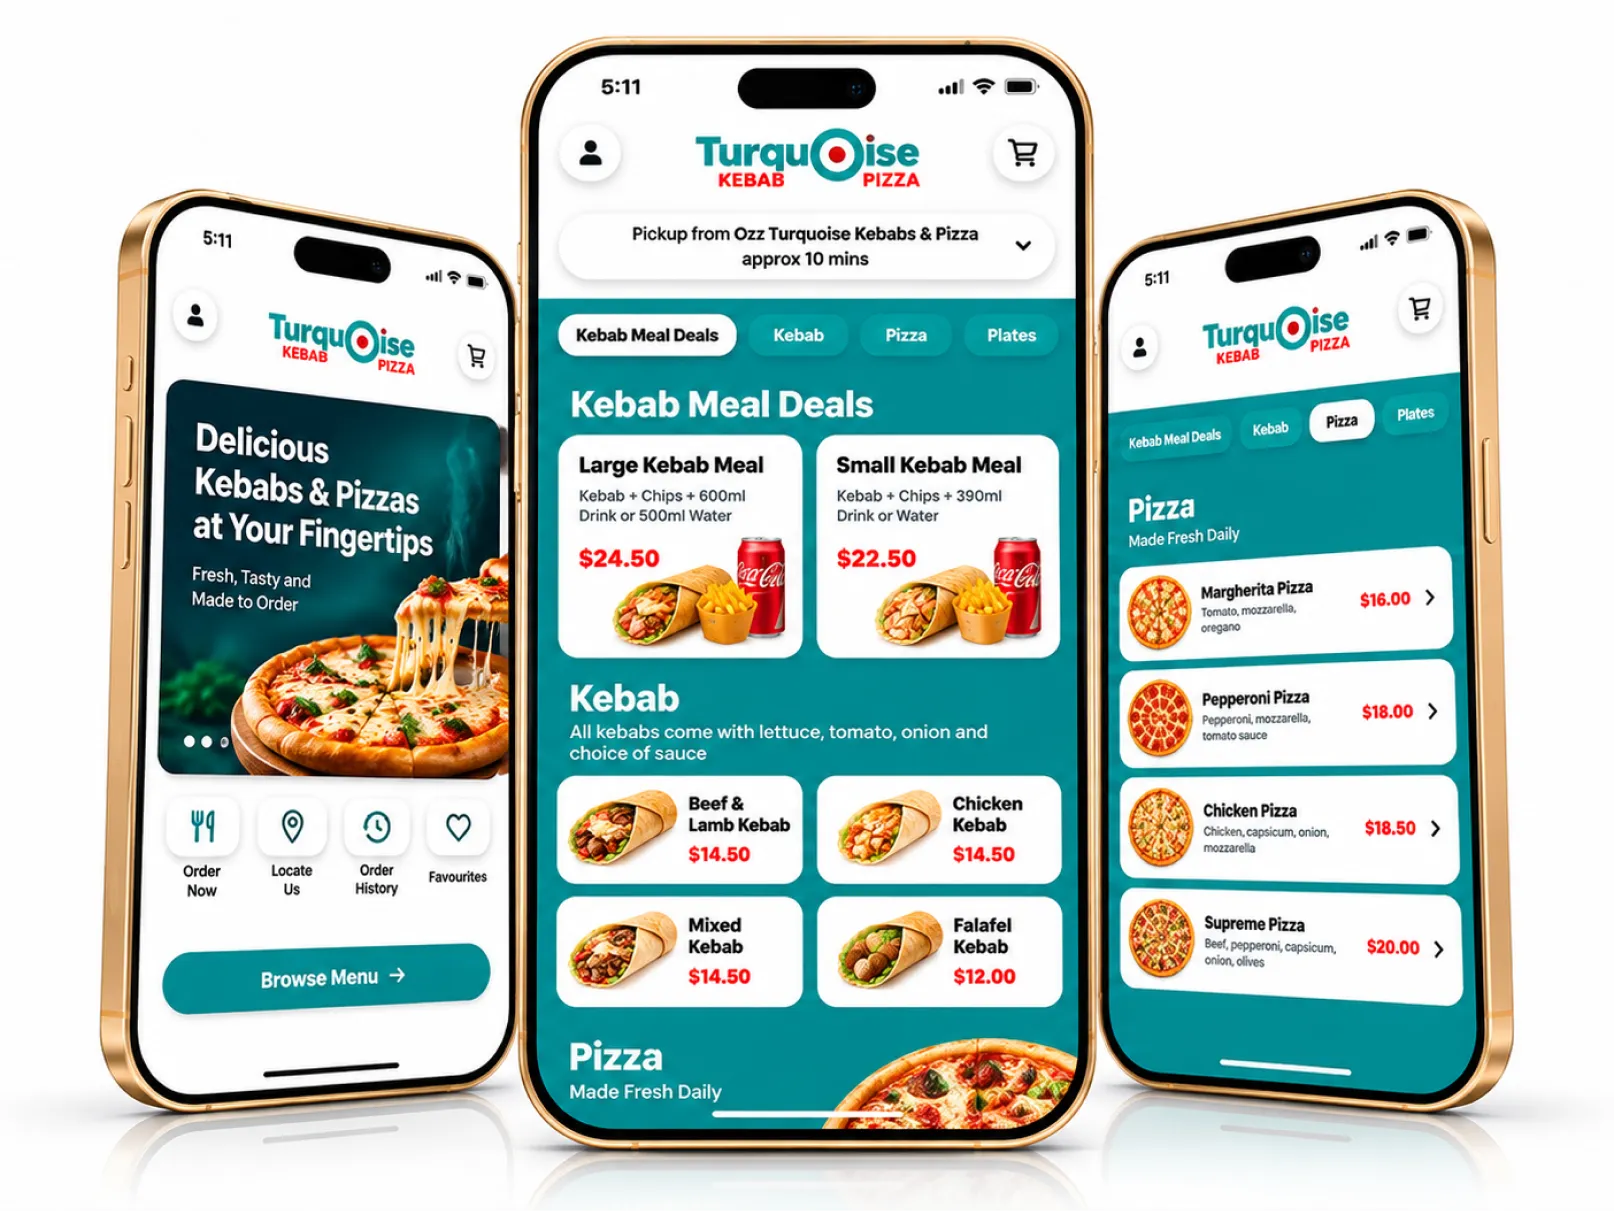 5:11
TurquOise
KEBAB PIZZA
Delicious
Kebabs & Pizzas
at Your Fingertips
Fresh, Tasty and
Made to Order
Order
Now
Locate
Us
Order
History
Favourites
Browse Menu →
5:11
TurquOise
KEBAB PIZZA
Pickup from Ozz Turquoise Kebabs & Pizza
approx 10 mins
Kebab Meal Deals Kebab Pizza Plates
Kebab Meal Deals
Large Kebab Meal
Kebab + Chips + 600ml
Drink or 500ml Water
$24.50
Coca-Cola
Small Kebab Meal
Kebab + Chips + 390ml
Drink or Water
$22.50
Coca-Cola
Kebab
All kebabs come with lettuce, tomato, onion and
choice of sauce
Beef &
Lamb Kebab
$14.50
Chicken
Kebab
$14.50
Mixed
Kebab
$14.50
Falafel
Kebab
$12.00
Pizza
Made Fresh Daily
5:11
TurquOise
KEBAB PIZZA
Kebab Meal Deals Kebab Pizza Plates
Pizza
Made Fresh Daily
Margherita Pizza
Tomato, mozzarella,
oregano
$16.00
Pepperoni Pizza
Pepperoni, mozzarella,
tomato sauce
$18.00
Chicken Pizza
Chicken, capsicum, onion,
mozzarella
$18.50
Supreme Pizza
Beef, pepperoni, capsicum,
onion, olives
$20.00